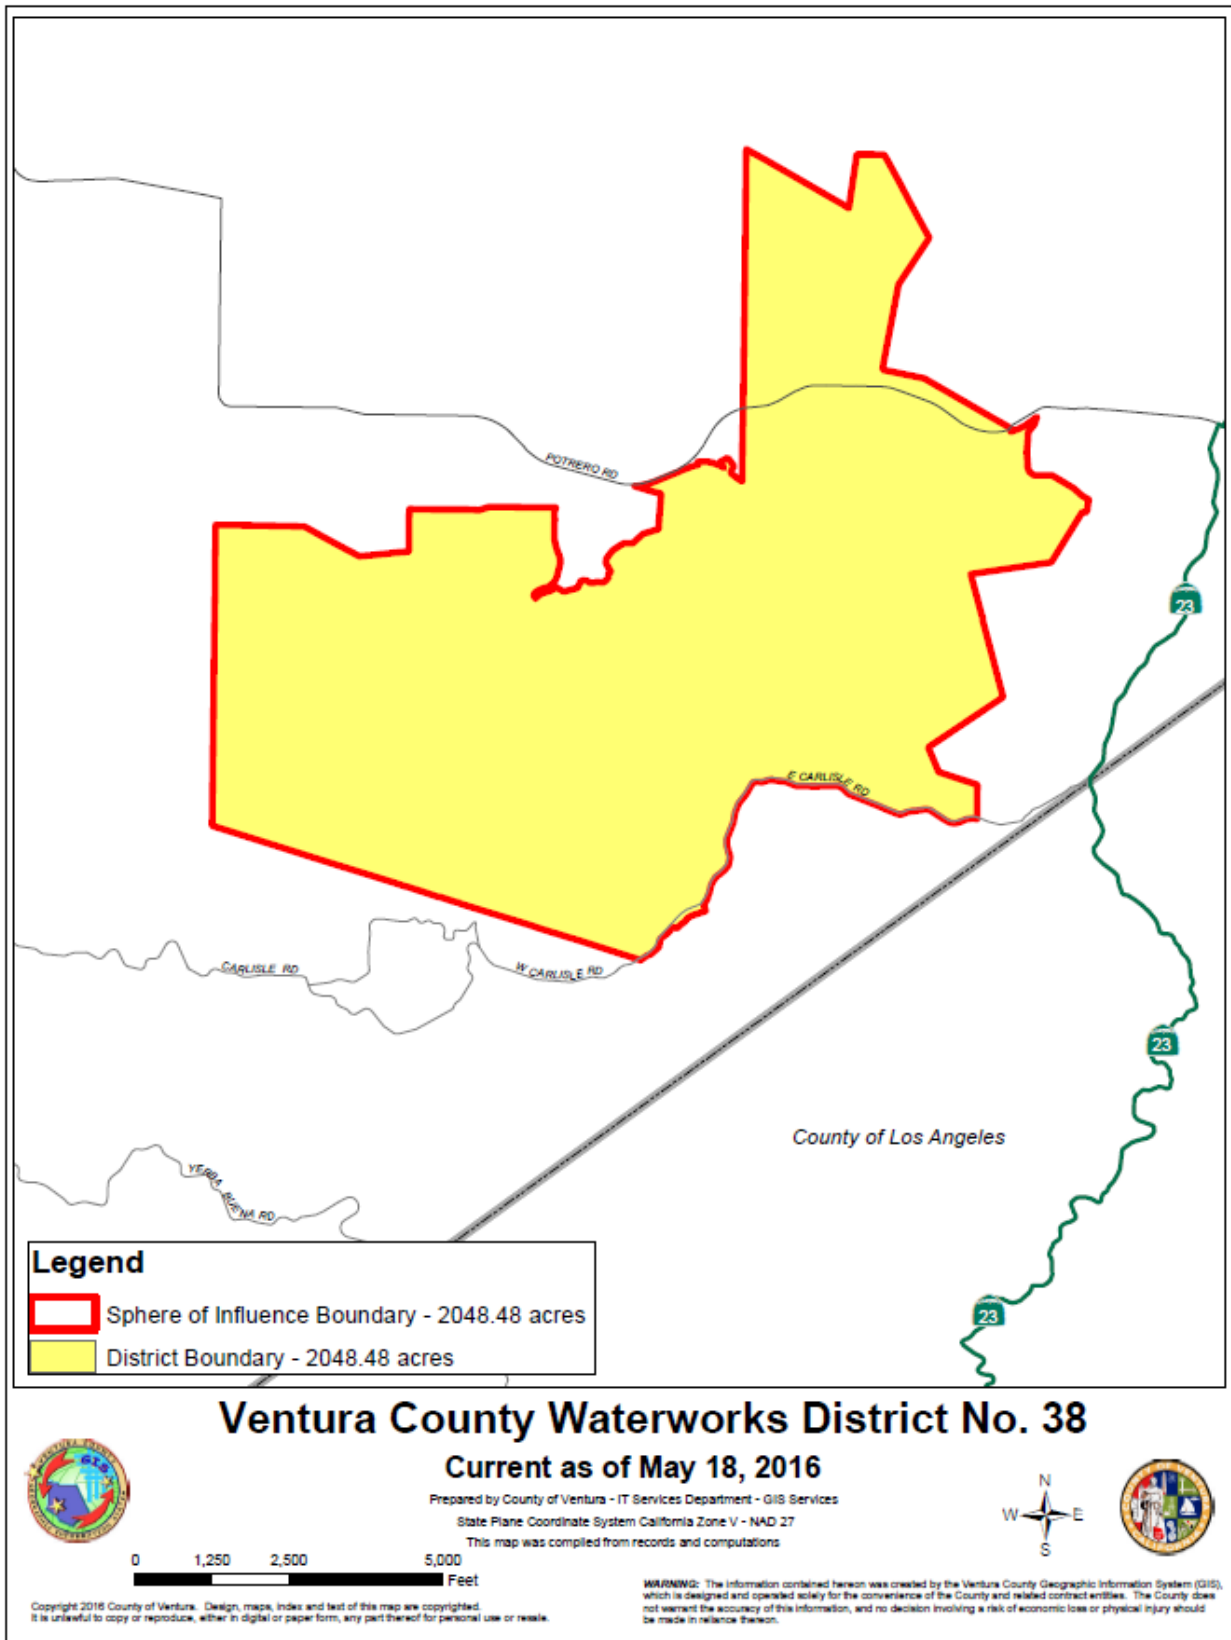 POTRERO RD
23
E CARLISLE RD
CARLISLE RD
W CARLISLE RD
23
County of Los Angeles
YERBA BUENA RD
23
Legend
Sphere of Influence Boundary - 2048.48 acres
District Boundary - 2048.48 acres
Ventura County Waterworks District No. 38
Current as of May 18, 2016
Prepared by County of Ventura - IT Services Department - GIS Services
State Plane Coordinate System California Zone V - NAD 27
This map was compiled from records and computations
GIS
N
W E
S
0 1,250 2,500 5,000
Feet
Copyright 2016 County of Ventura. Design, maps, index and text of this map are copyrighted.
It is unlawful to copy or reproduce, either in digital or paper form, any part thereof for personal use or resale.
WARNING: The information contained hereon was created by the Ventura County Geographic Information System (GIS),
which is designed and operated solely for the convenience of the County and related contract entities. The County does
not warrant the accuracy of this information, and no decision involving a risk of economic loss or physical injury should
be made in reliance thereon.